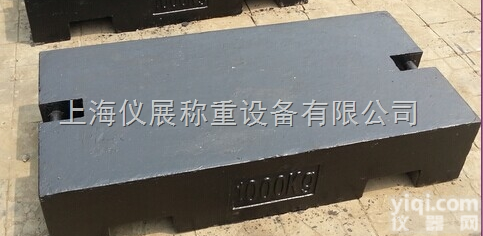 上海仪展称重设备有限公司
1000Kg
yiqi.com
仪器网